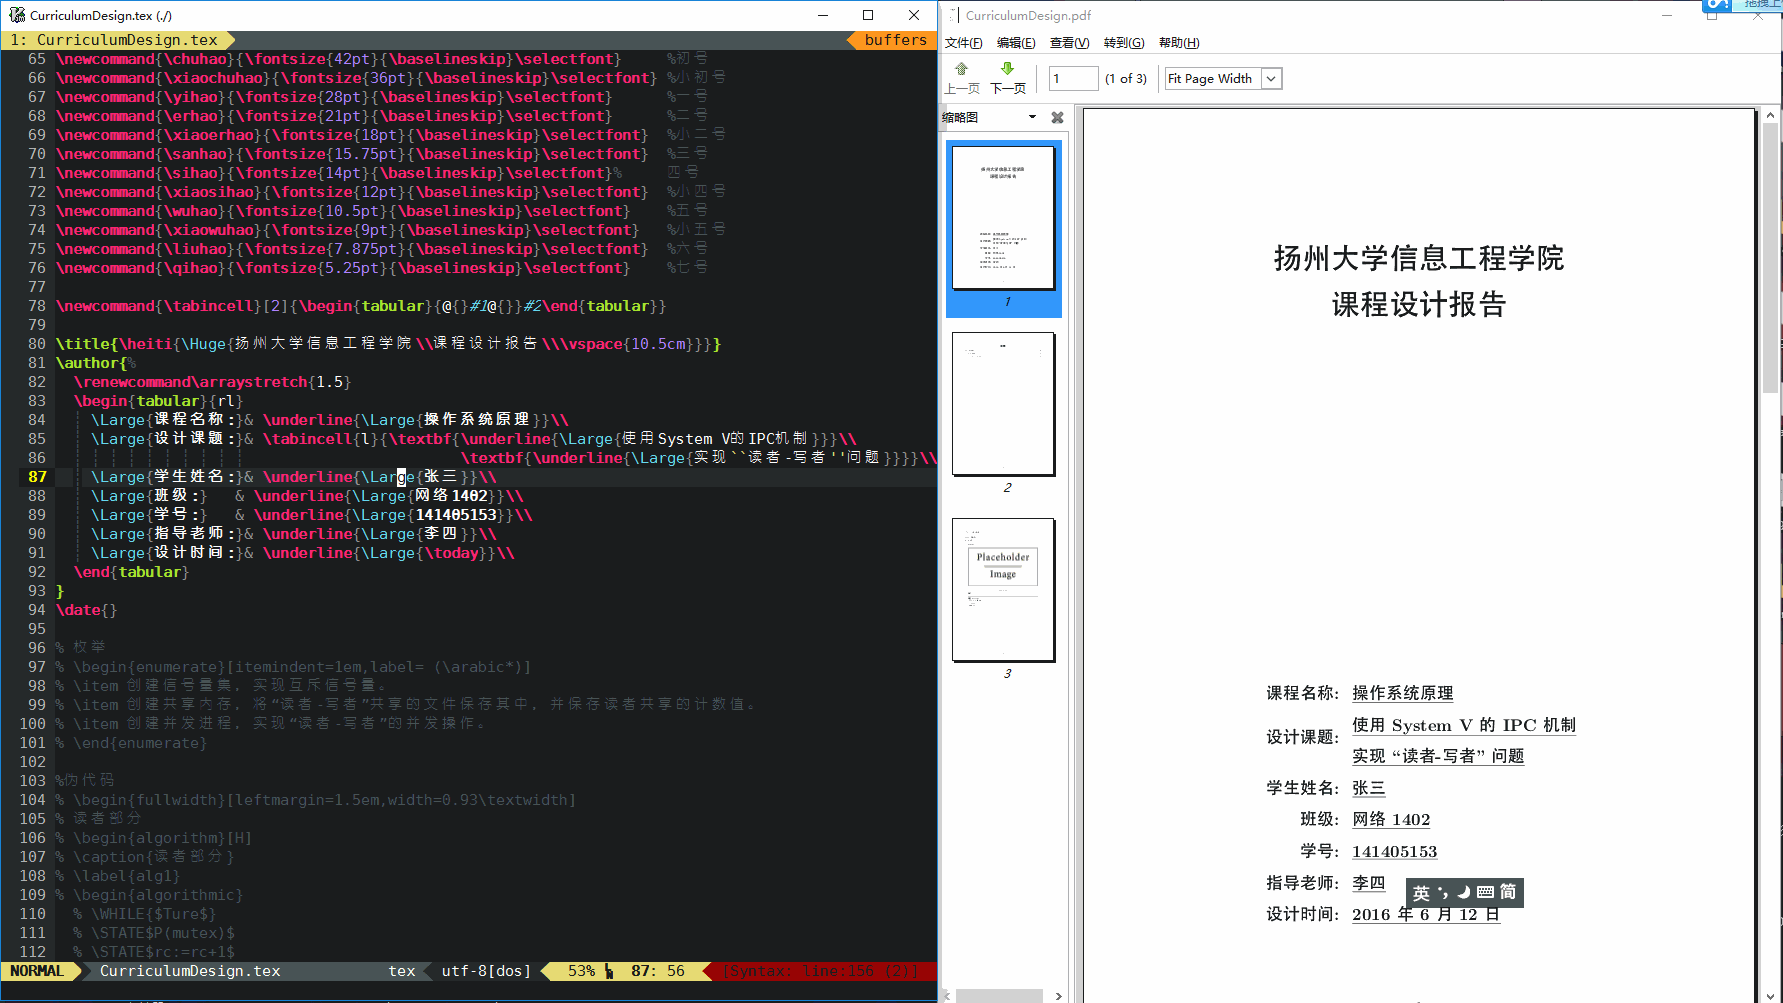 CurriculumDesign.tex (./)
1: CurriculumDesign.tex
buffers
65 \newcommand{\chuhao}{\fontsize{42pt}{\baselineskip}\selectfont} %初号
66 \newcommand{\xiaochuhao}{\fontsize{36pt}{\baselineskip}\selectfont} %小初号
67 \newcommand{\yihao}{\fontsize{28pt}{\baselineskip}\selectfont} %一号
68 \newcommand{\erhao}{\fontsize{21pt}{\baselineskip}\selectfont} %二号
69 \newcommand{\xiaoerhao}{\fontsize{18pt}{\baselineskip}\selectfont} %小二号
70 \newcommand{\sanhao}{\fontsize{15.75pt}{\baselineskip}\selectfont} %三号
71 \newcommand{\sihao}{\fontsize{14pt}{\baselineskip}\selectfont}% 四号
72 \newcommand{\xiaosihao}{\fontsize{12pt}{\baselineskip}\selectfont} %小四号
73 \newcommand{\wuhao}{\fontsize{10.5pt}{\baselineskip}\selectfont} %五号
74 \newcommand{\xiaowuhao}{\fontsize{9pt}{\baselineskip}\selectfont} %小五号
75 \newcommand{\liuhao}{\fontsize{7.875pt}{\baselineskip}\selectfont} %六号
76 \newcommand{\qihao}{\fontsize{5.25pt}{\baselineskip}\selectfont} %七号
77
78 \newcommand{\tabincell}[2]{\begin{tabular}{@{}#1@{}}#2\end{tabular}}
79
80 \title{\heiti{\Huge{扬州大学信息工程学院\\课程设计报告\\\vspace{10.5cm}}}}
81 \author{%
82 \renewcommand\arraystretch{1.5}
83 \begin{tabular}{rl}
84 \Large{课程名称:}& \underline{\Large{操作系统原理}}\\
85 \Large{设计课题:}& \tabincell{l}{\textbf{\underline{\Large{使用System V的IPC机制}}}\\
86 \textbf{\underline{\Large{实现``读者-写者''问题}}}}\\
87 \Large{学生姓名:}& \underline{\Large{张三}}\\
88 \Large{班级:} & \underline{\Large{网络1402}}\\
89 \Large{学号:} & \underline{\Large{141405153}}\\
90 \Large{指导老师:}& \underline{\Large{李四}}\\
91 \Large{设计时间:}& \underline{\Large{\today}}\\
92 \end{tabular}
93 }
94 \date{}
95
96 % 枚举
97 % \begin{enumerate}[itemindent=1em,label= (\arabic*)]
98 % \item 创建信号量集, 实现互斥信号量。
99 % \item 创建共享内存, 将“读者-写者”共享的文件保存其中, 并保存读者共享的计数值。
100 % \item 创建并发进程, 实现“读者-写者”的并发操作。
101 % \end{enumerate}
102
103 %伪代码
104 % \begin{fullwidth}[leftmargin=1.5em,width=0.93\textwidth]
105 % 读者部分
106 % \begin{algorithm}[H]
107 % \caption{读者部分}
108 % \label{alg1}
109 % \begin{algorithmic}
110 % \WHILE{$Ture$}
111 % \STATE$P(mutex)$
112 % \STATE$rc:=rc+1$
NORMAL CurriculumDesign.tex tex utf-8[dos] 53% 87: 56 [Syntax: line:156 (2)]
CurriculumDesign.pdf
文件(F) 编辑(E) 查看(V) 转到(G) 帮助(H)
上一页 下一页 1 (1 of 3) Fit Page Width
缩略图
1
2
Placeholder
Image
3
扬州大学信息工程学院
课程设计报告
课程名称: 操作系统原理
设计课题: 使用 System V 的 IPC 机制
实现 “读者-写者” 问题
学生姓名: 张三
班级: 网络 1402
学号: 141405153
指导老师: 李四
英 简
设计时间: 2016 年 6 月 12 日